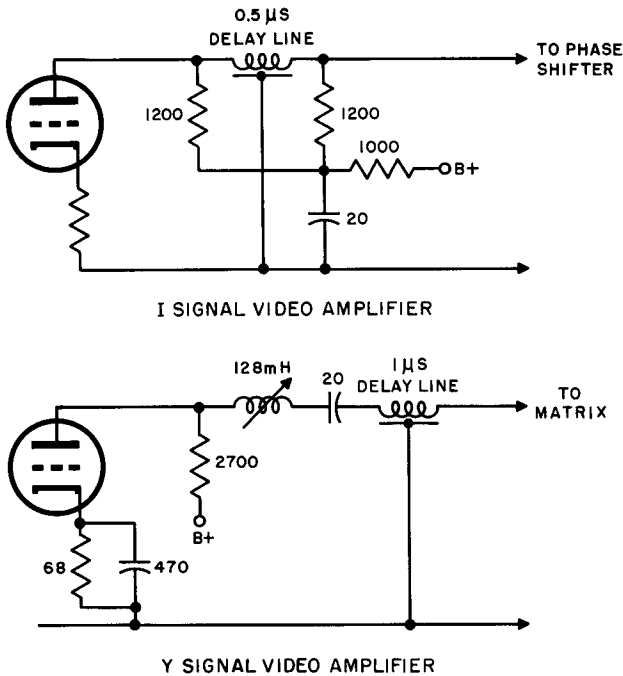 0.5 μS
DELAY LINE
TO PHASE
SHIFTER
1200
1200
1000
B+
20
I SIGNAL VIDEO AMPLIFIER
128mH
20
1 μS
DELAY LINE
TO
MATRIX
2700
B+
68
470
Y SIGNAL VIDEO AMPLIFIER